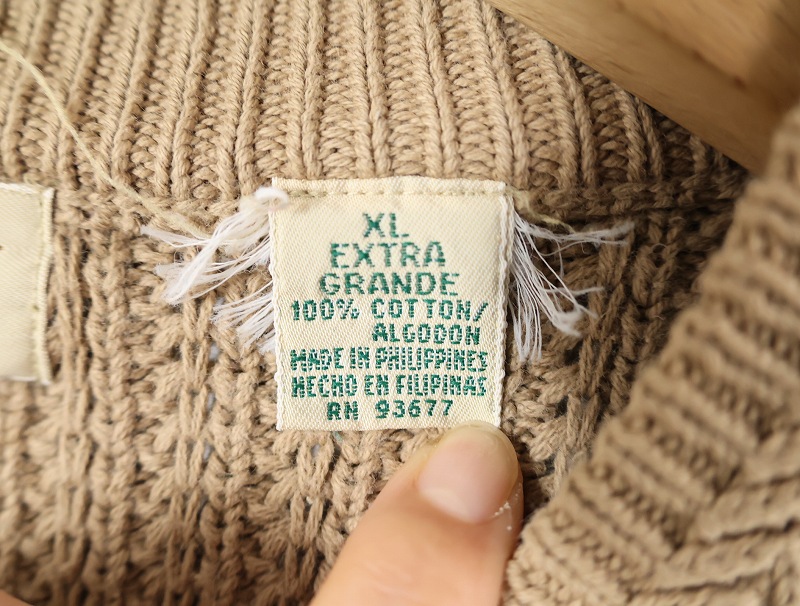 XL
EXTRA
GRANDE
100% COTTON/
ALGODON
MADE IN PHILIPPINES
HECHO EN FILIPINAS
RN 93677